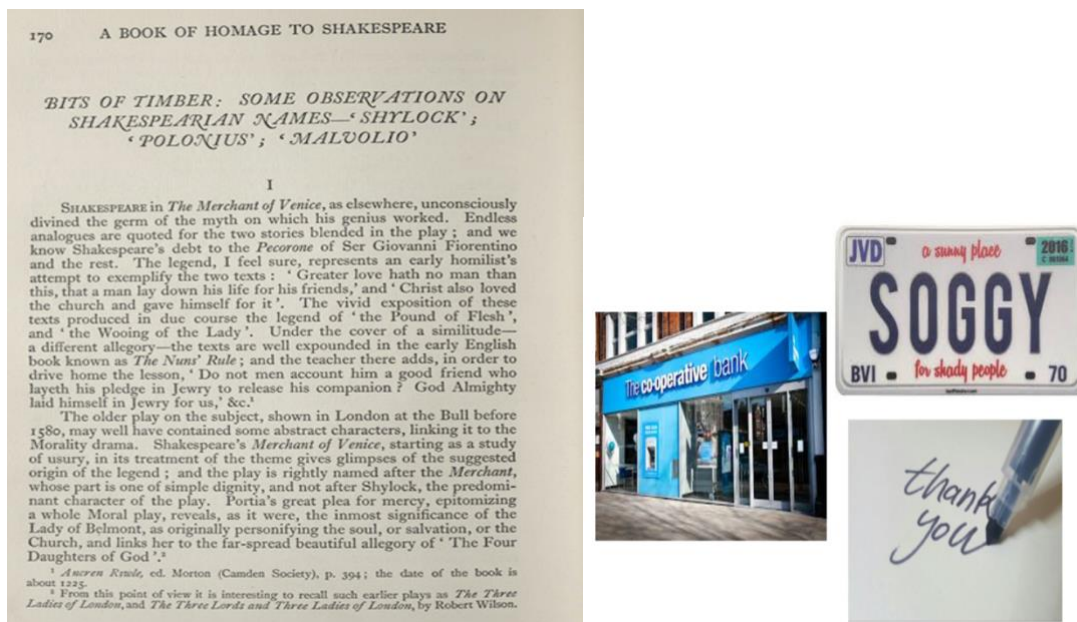 170 A BOOK OF HOMAGE TO SHAKESPEARE
BITS OF TIMBER: SOME OBSERVATIONS ON
SHAKESPEARIAN NAMES—‘SHYLOCK’;
‘POLONIUS’; ‘MALVOLIO’
I
SHAKESPEARE in The Merchant of Venice, as elsewhere, unconsciously
divined the germ of the myth on which his genius worked. Endless
analogues are quoted for the two stories blended in the play; and we
know Shakespeare's debt to the Pecorone of Ser Giovanni Fiorentino
and the rest. The legend, I feel sure, represents an early homilist's
attempt to exemplify the two texts: ‘Greater love hath no man than
this, that a man lay down his life for his friends,’ and ‘Christ also loved
the church and gave himself for it’. The vivid exposition of these
texts produced in due course the legend of ‘the Pound of Flesh’,
and ‘the Wooing of the Lady’. Under the cover of a similitude—
a different allegory—the texts are well expounded in the early English
book known as The Nuns' Rule; and the teacher there adds, in order to
drive home the lesson, ‘Do not men account him a good friend who
layeth his pledge in Jewry to release his companion? God Almighty
laid himself in Jewry for us,’ &c.¹
The older play on the subject, shown in London at the Bull before
1580, may well have contained some abstract characters, linking it to the
Morality drama. Shakespeare's Merchant of Venice, starting as a study
of usury, in its treatment of the theme gives glimpses of the suggested
origin of the legend; and the play is rightly named after the Merchant,
whose part is one of simple dignity, and not after Shylock, the predomi-
nant character of the play. Portia's great plea for mercy, epitomizing
a whole Moral play, reveals, as it were, the inmost significance of the
Lady of Belmont, as originally personifying the soul, or salvation, or the
Church, and links her to the far-spread beautiful allegory of ‘The Four
Daughters of God’.²
¹ Ancren Riwle, ed. Morton (Camden Society), p. 394; the date of the book is
about 1225.
² From this point of view it is interesting to recall such earlier plays as The Three
Ladies of London, and The Three Lords and Three Ladies of London, by Robert Wilson.
The co-operative bank
JVD a sunny place 2016
SOGGY
BVI for shady people 70
thank
you